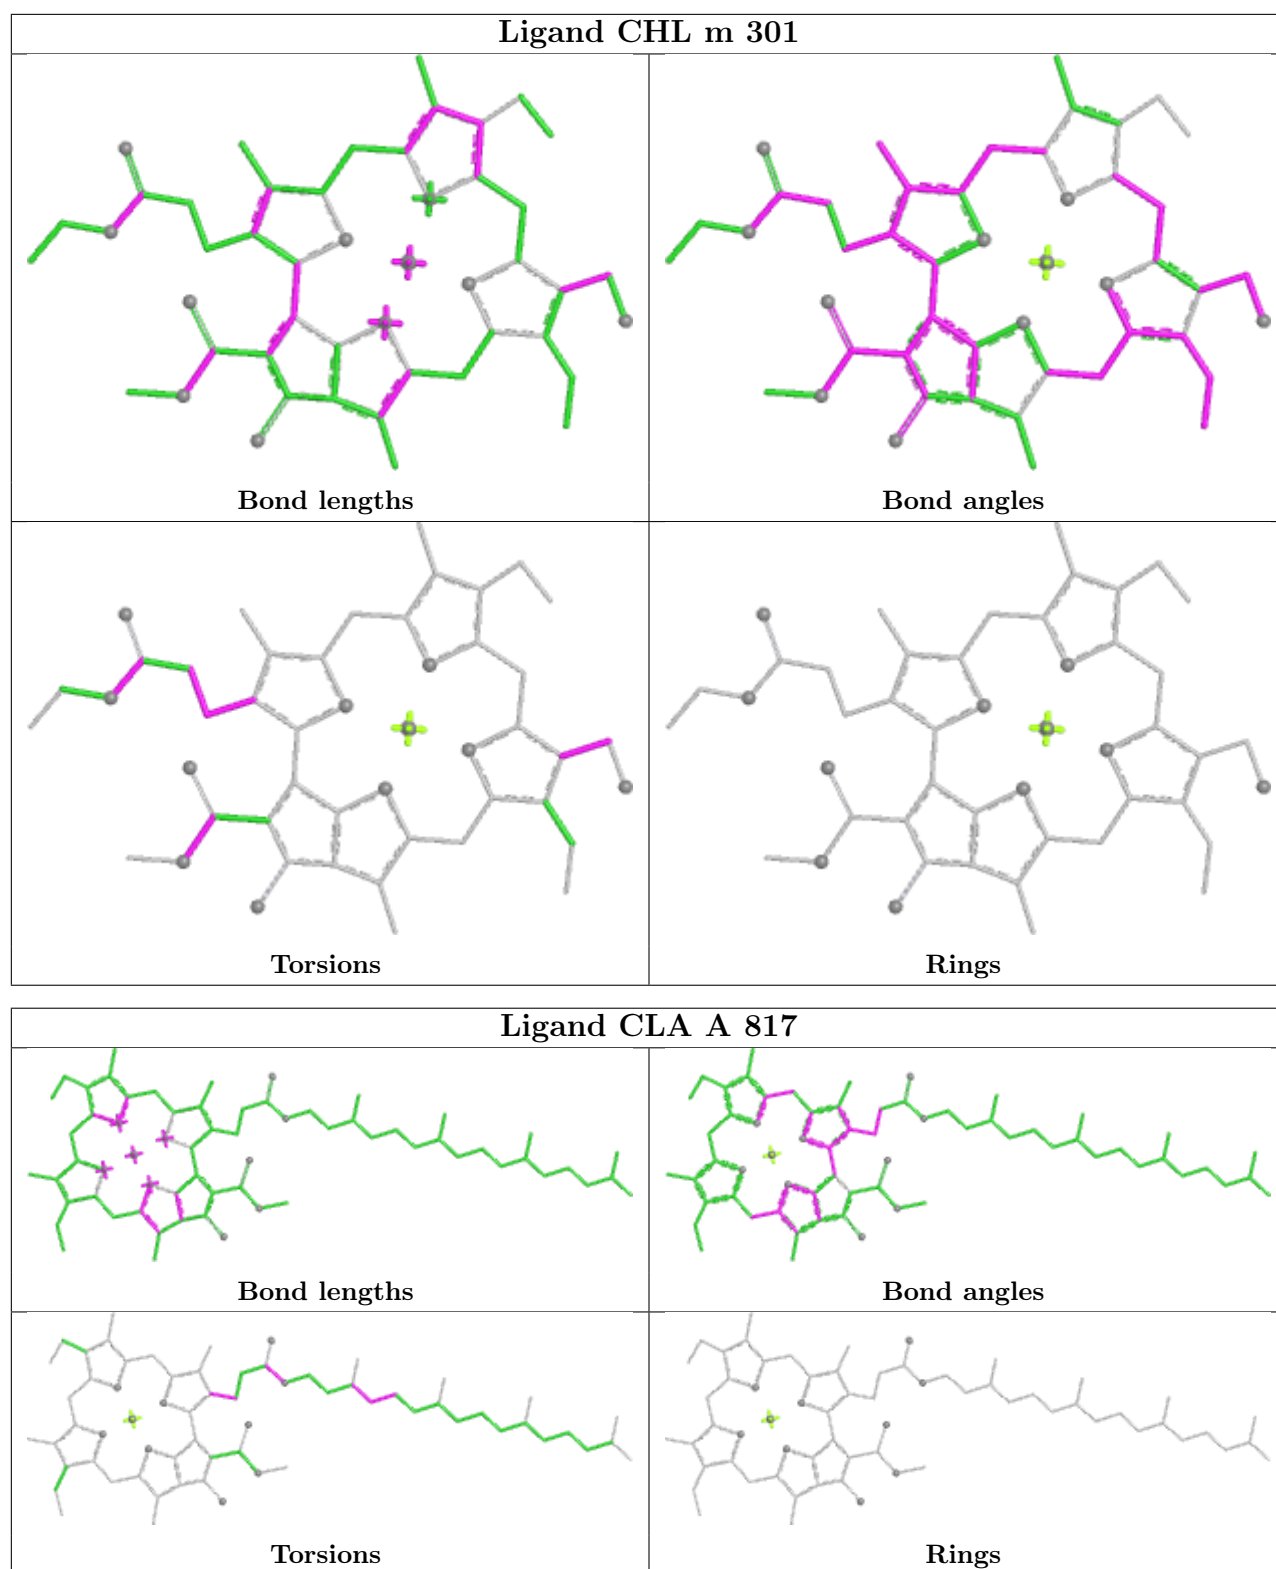 Ligand CHL m 301
Bond lengths
Bond angles
Torsions
Rings
Ligand CLA A 817
Bond lengths
Bond angles
Torsions
Rings